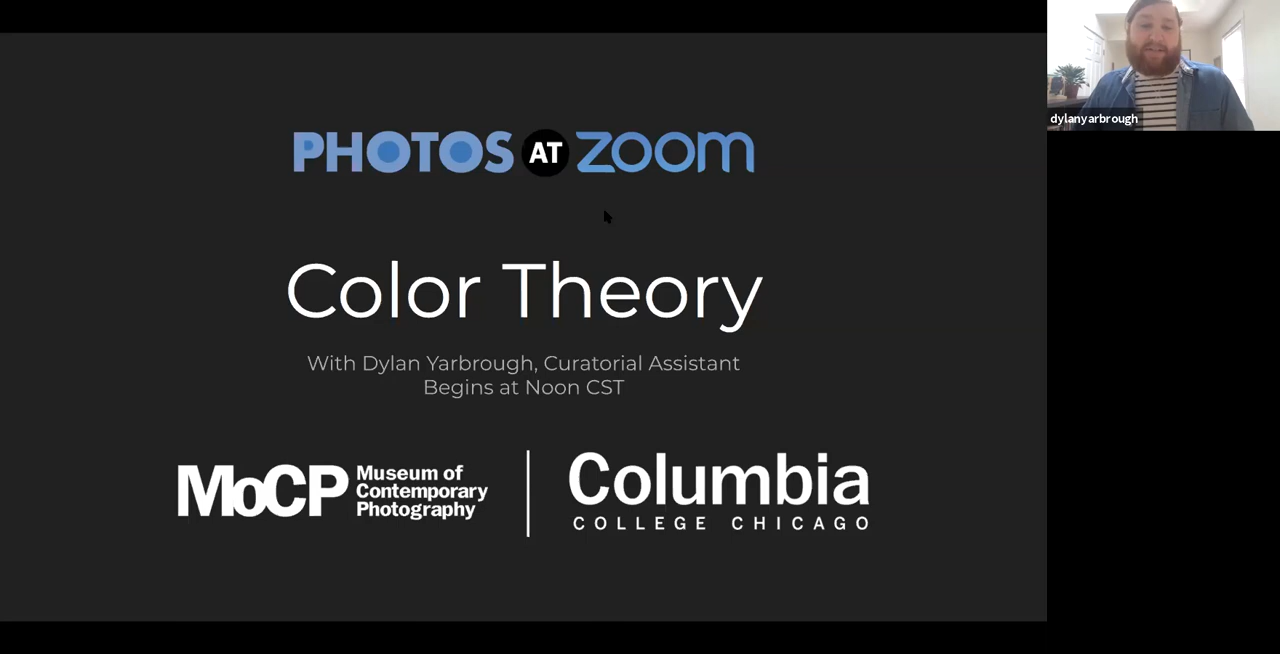 PHOTOS AT zoom
dylanyarbrough
Color Theory
With Dylan Yarbrough, Curatorial Assistant
Begins at Noon CST
MoCP
Museum of
Contemporary
Photography
Columbia
COLLEGE CHICAGO